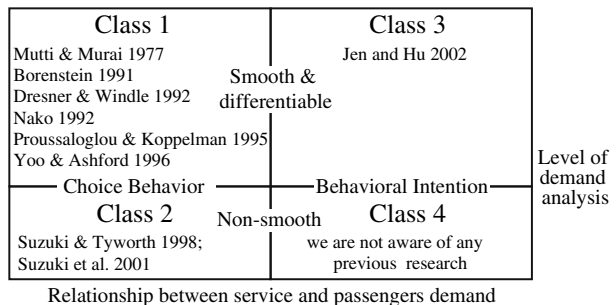 Class 1
Mutti & Murai 1977
Borenstein 1991
Dresner & Windle 1992
Nako 1992
Proussaloglou & Koppelman 1995
Yoo & Ashford 1996
Smooth &
differentiable
Class 3
Jen and Hu 2002
Choice Behavior
Behavioral Intention
Level of
demand
analysis
Class 2
Suzuki & Tyworth 1998;
Suzuki et al. 2001
Non-smooth
Class 4
we are not aware of any
previous research
Relationship between service and passengers demand